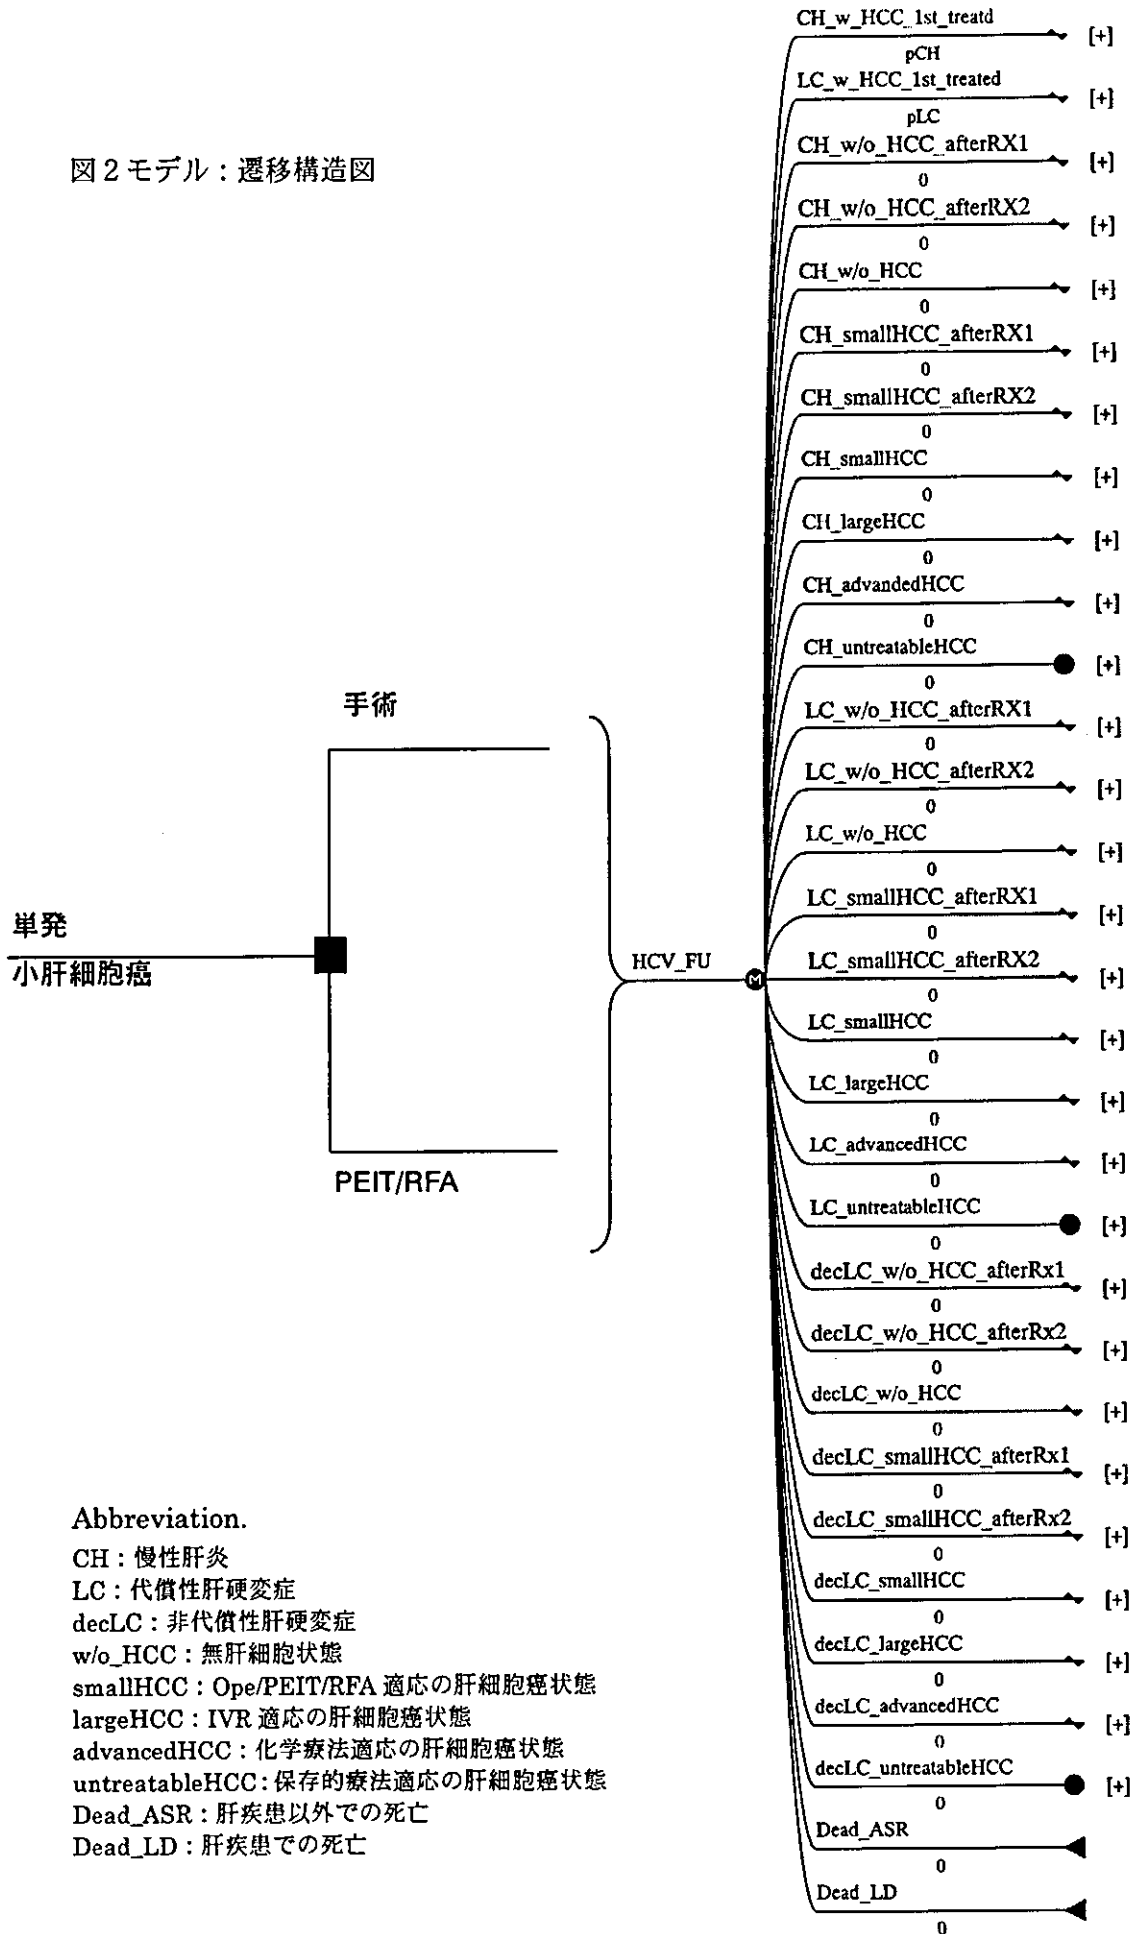 図2モデル：遷移構造図
単発
小肝細胞癌
手術
PEIT/RFA
HCV_FU
M
CH_w_HCC_1st_treatd
[+]
pCH
LC_w_HCC_1st_treated
[+]
pLC
CH_w/o_HCC_afterRX1
[+]
0
CH_w/o_HCC_afterRX2
[+]
0
CH_w/o_HCC
[+]
0
CH_smallHCC_afterRX1
[+]
0
CH_smallHCC_afterRX2
[+]
0
CH_smallHCC
[+]
0
CH_largeHCC
[+]
0
CH_advandedHCC
[+]
0
CH_untreatableHCC
[+]
0
LC_w/o_HCC_afterRX1
[+]
0
LC_w/o_HCC_afterRX2
[+]
0
LC_w/o_HCC
[+]
0
LC_smallHCC_afterRX1
[+]
0
LC_smallHCC_afterRX2
[+]
0
LC_smallHCC
[+]
0
LC_largeHCC
[+]
0
LC_advancedHCC
[+]
0
LC_untreatableHCC
[+]
0
decLC_w/o_HCC_afterRx1
[+]
0
decLC_w/o_HCC_afterRx2
[+]
0
decLC_w/o_HCC
[+]
0
decLC_smallHCC_afterRx1
[+]
0
decLC_smallHCC_afterRx2
[+]
0
decLC_smallHCC
[+]
0
decLC_largeHCC
[+]
0
decLC_advancedHCC
[+]
0
decLC_untreatableHCC
[+]
0
Dead_ASR
0
Dead_LD
0
Abbreviation.
CH：慢性肝炎
LC：代償性肝硬変症
decLC：非代償性肝硬変症
w/o_HCC：無肝細胞状態
smallHCC：Ope/PEIT/RFA 適応の肝細胞癌状態
largeHCC：IVR 適応の肝細胞癌状態
advancedHCC：化学療法適応の肝細胞癌状態
untreatableHCC：保存的療法適応の肝細胞癌状態
Dead_ASR：肝疾患以外での死亡
Dead_LD：肝疾患での死亡